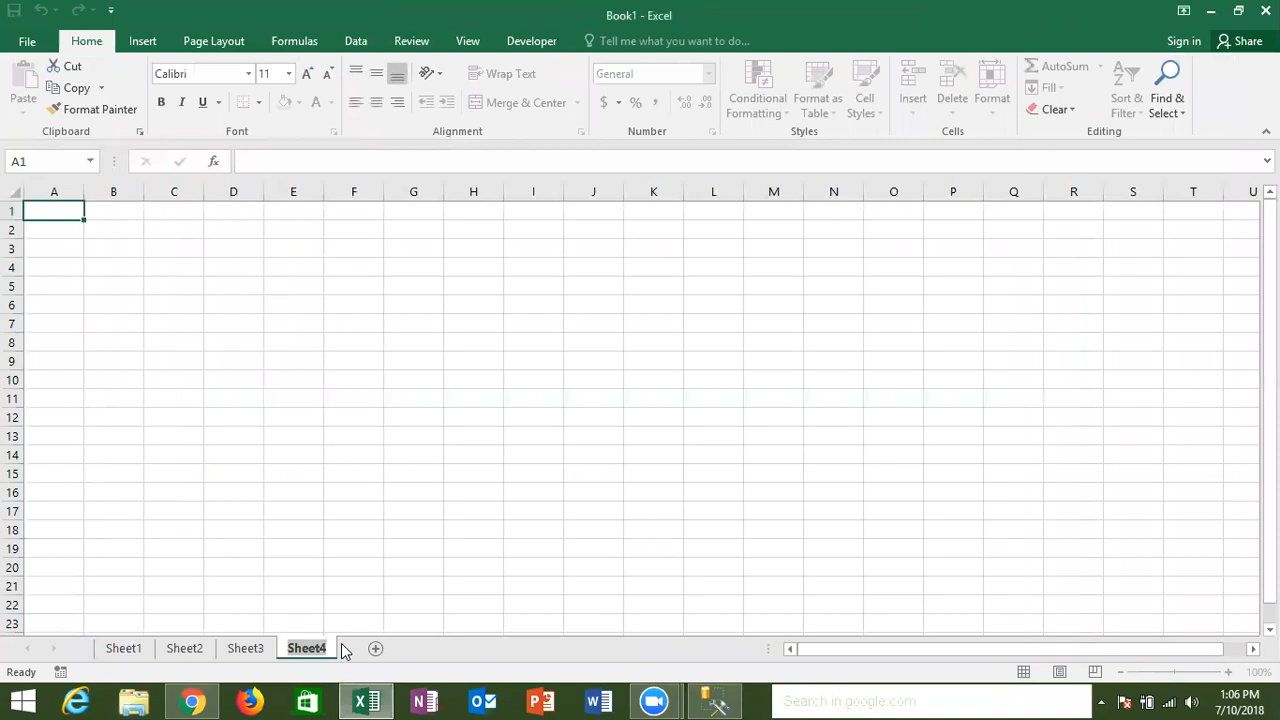 Book1 - Excel
File Home Insert Page Layout Formulas Data Review View Developer Tell me what you want to do... Sign in Share
Paste Cut Copy Format Painter Clipboard
Calibri 11 B I U A Font
Wrap Text Merge & Center Alignment
General $ % , Number
Conditional Formatting Format as Table Cell Styles Styles
Insert Delete Format Cells
AutoSum Fill Clear Sort & Filter Find & Select Editing
A1 fx
A B C D E F G H I J K L M N O P Q R S T U
1
2
3
4
5
6
7
8
9
10
11
12
13
14
15
16
17
18
19
20
21
22
23
Sheet1 Sheet2 Sheet3 Sheet4
Ready 100%
Search in google.com 1:06 PM
7/10/2018